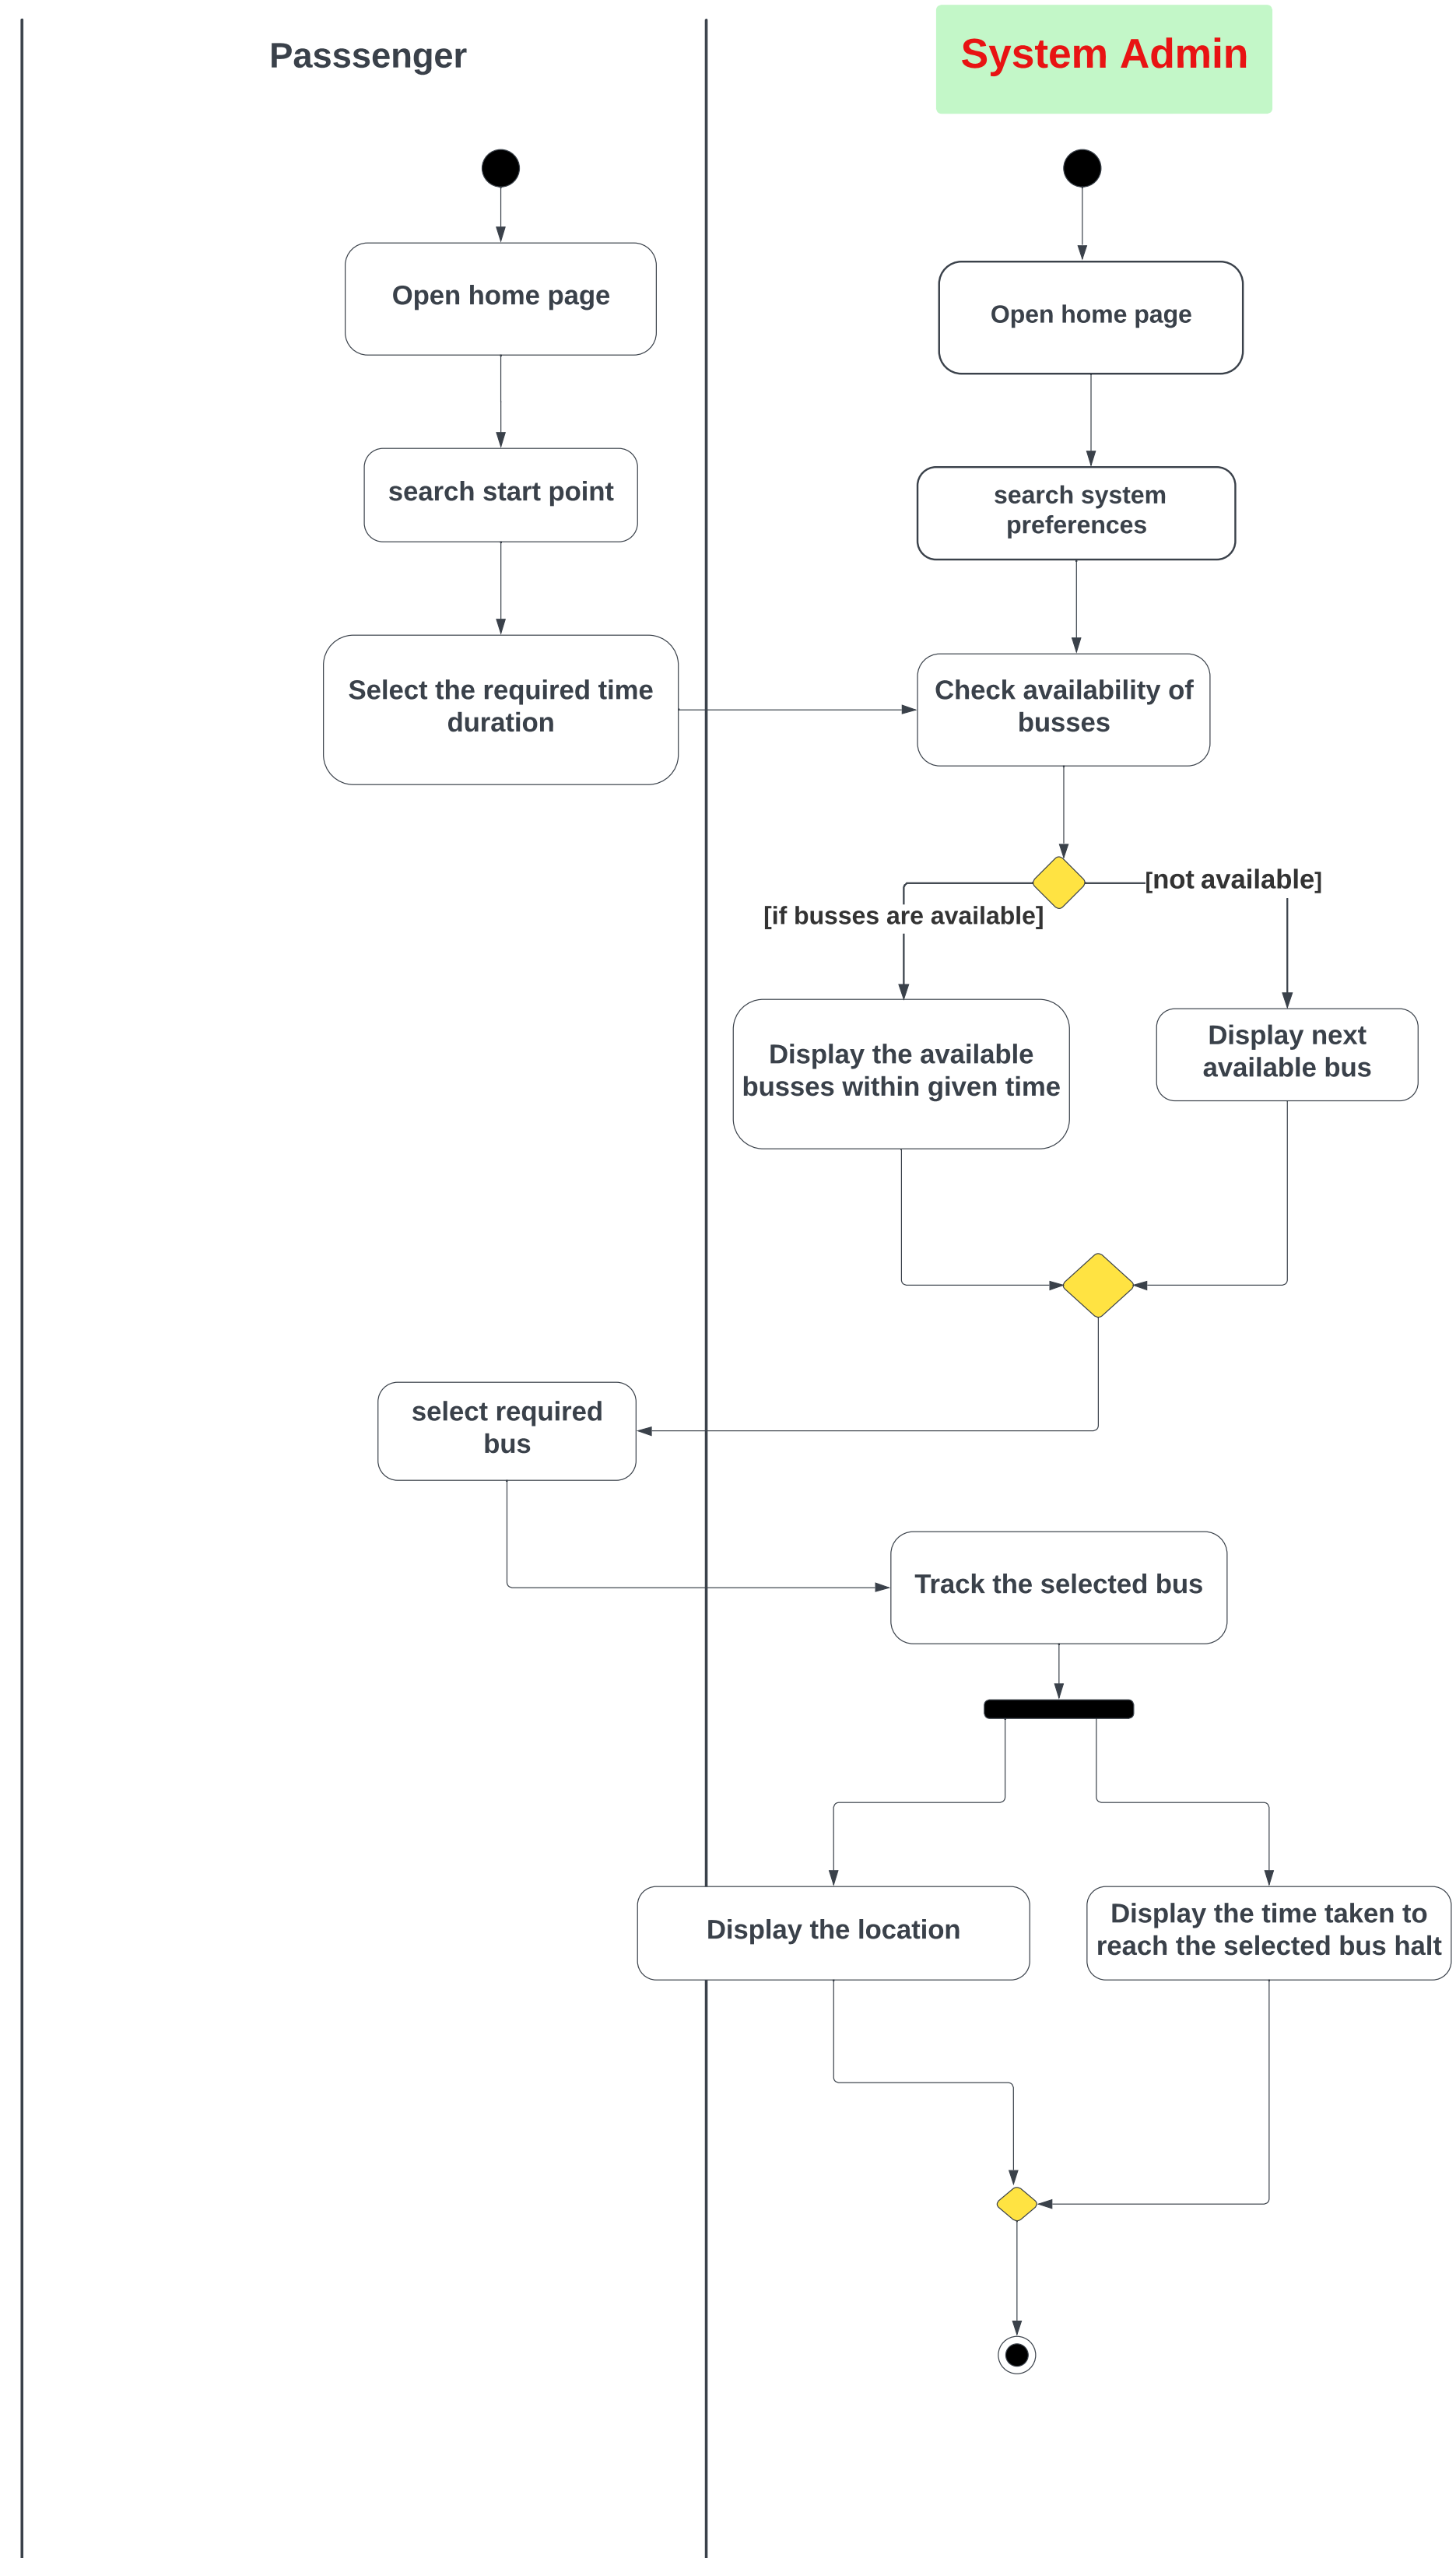 Passsenger
System Admin
Open home page
Open home page
search start point
search system
preferences
Select the required time
duration
Check availability of
busses
[not available]
[if busses are available]
Display the available
busses within given time
Display next
available bus
select required
bus
Track the selected bus
Display the location
Display the time taken to
reach the selected bus halt